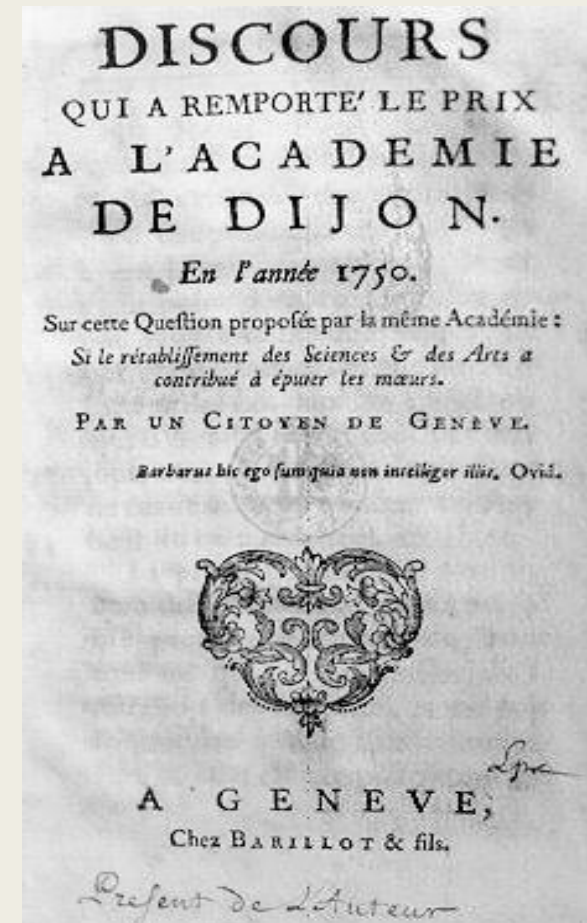 DISCOURS
QUI A REMPORTE' LE PRIX
A L'ACADEMIE
DE DIJON.
En l'année 1750.
Sur cette Queſtion propoſée par la même Académie :
Si le rétabliſſement des Sciences & des Arts a
contribué à épurer les mœurs.
PAR UN CITOYEN DE GENÈVE.
Barbarus hic ego ſum quia non intelligor illis. Ovid.
A GENEVE,
Chez BARILLOT & fils.
Preſent de L'Auteur